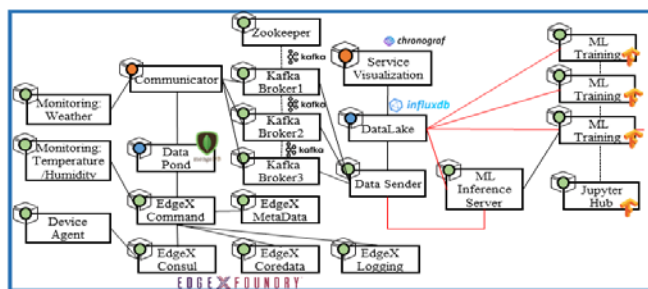 Zookeeper
kafka
chronograf
Service
Visualization
ML
Training
Communicator
Kafka
Broker1
kafka
ML
Training
Monitoring:
Weather
influxdb
Kafka
Broker2
DataLake
ML
Training
Monitoring:
Temperature
/Humidity
Data
Pond
kafka
Kafka
Broker3
Data Sender
ML
Inference
Server
Jupyter
Hub
EdgeX
Command
EdgeX
MetaData
Device
Agent
EdgeX
Consul
EdgeX
Coredata
EdgeX
Logging
EDGE X FOUNDRY